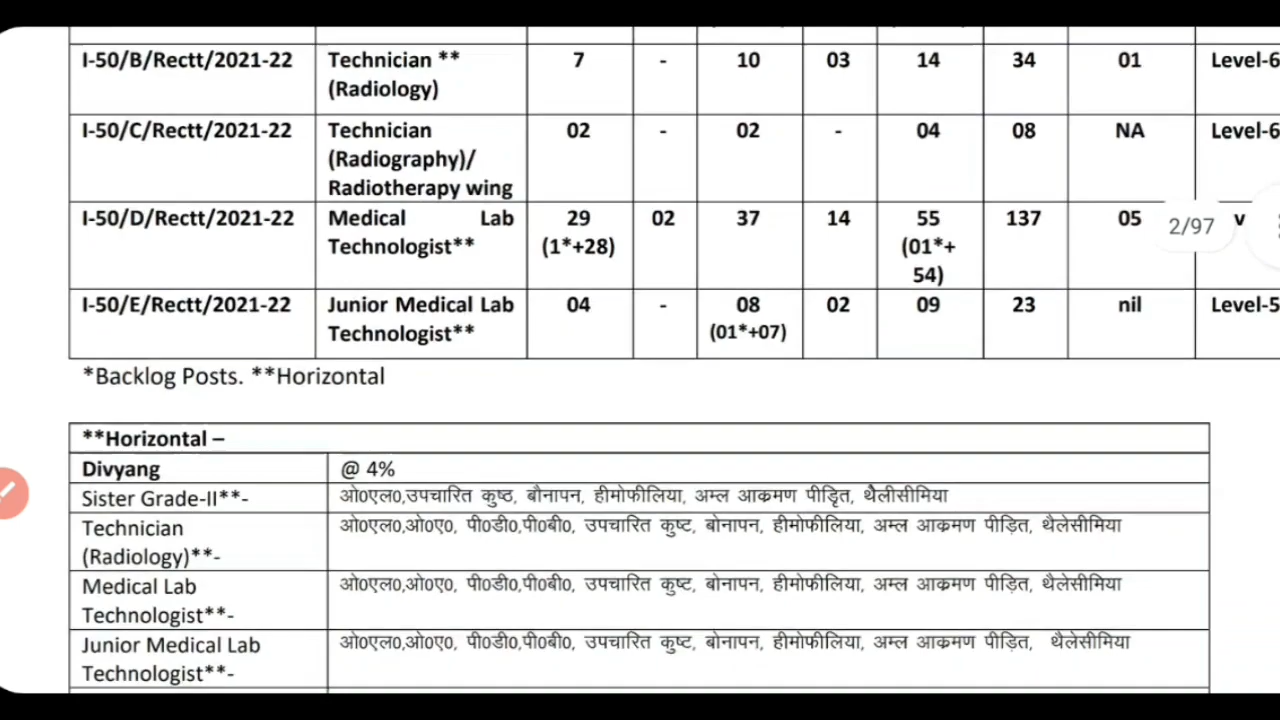 I-50/B/Rectt/2021-22 Technician ** 7 - 10 03 14 34 01 Level-6
(Radiology)
I-50/C/Rectt/2021-22 Technician 02 - 02 - 04 08 NA Level-6
(Radiography)/
Radiotherapy wing
I-50/D/Rectt/2021-22 Medical Lab 29 02 37 14 55 137 05
Technologist** (1*+28) (01*+
54)
2/97
I-50/E/Rectt/2021-22 Junior Medical Lab 04 - 08 02 09 23 nil Level-5
Technologist** (01*+07)
*Backlog Posts. **Horizontal
**Horizontal –
Divyang @ 4%
Sister Grade-II**- ओ0एल0,उपचारित कुष्ठ, बौनापन, हीमोफीलिया, अम्ल आक्रमण पीड़ित, थैलीसीमिया
Technician ओ0एल0,ओ0ए0, पी0डी0,पी0बी0, उपचारित कुष्ट, बोनापन, हीमोफीलिया, अम्ल आक्रमण पीड़ित, थैलेसीमिया
(Radiology)**-
Medical Lab ओ0एल0,ओ0ए0, पी0डी0,पी0बी0, उपचारित कुष्ट, बोनापन, हीमोफीलिया, अम्ल आक्रमण पीड़ित, थैलेसीमिया
Technologist**-
Junior Medical Lab ओ0एल0,ओ0ए0, पी0डी0,पी0बी0, उपचारित कुष्ट, बोनापन, हीमोफीलिया, अम्ल आक्रमण पीड़ित, थैलेसीमिया
Technologist**-